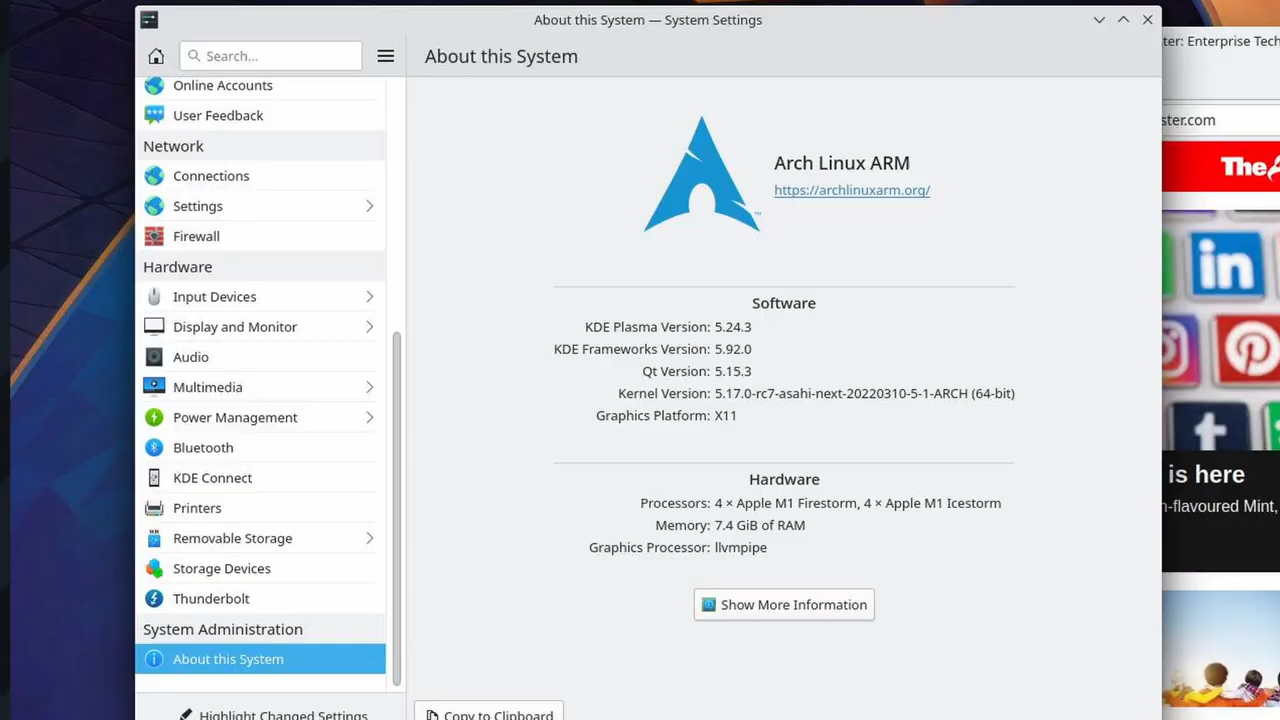 About this System — System Settings
Search...
About this System
Online Accounts
User Feedback
Network
Connections
Settings
Firewall
Hardware
Input Devices
Display and Monitor
Audio
Multimedia
Power Management
Bluetooth
KDE Connect
Printers
Removable Storage
Storage Devices
Thunderbolt
System Administration
About this System
Highlight Changed Settings
Arch Linux ARM
https://archlinuxarm.org/
TM
Software
KDE Plasma Version: 5.24.3
KDE Frameworks Version: 5.92.0
Qt Version: 5.15.3
Kernel Version: 5.17.0-rc7-asahi-next-20220310-5-1-ARCH (64-bit)
Graphics Platform: X11
Hardware
Processors: 4 × Apple M1 Firestorm, 4 × Apple M1 Icestorm
Memory: 7.4 GiB of RAM
Graphics Processor: llvmpipe
Show More Information
Copy to Clipboard
ter: Enterprise Tech
ster.com
The
in
t
is here
n-flavoured Mint,